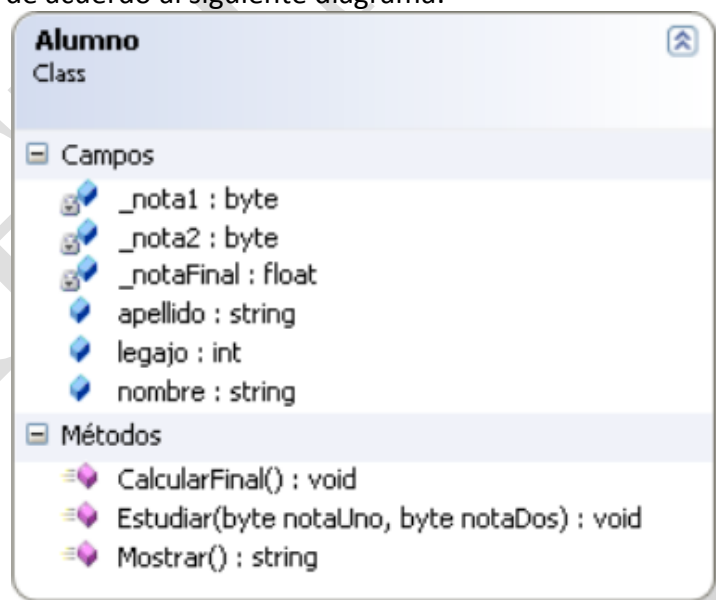 de acuerdo al siguiente diagrama:
Alumno
Class
Campos
_nota1 : byte
_nota2 : byte
_notaFinal : float
apellido : string
legajo : int
nombre : string
Métodos
CalcularFinal() : void
Estudiar(byte notaUno, byte notaDos) : void
Mostrar() : string